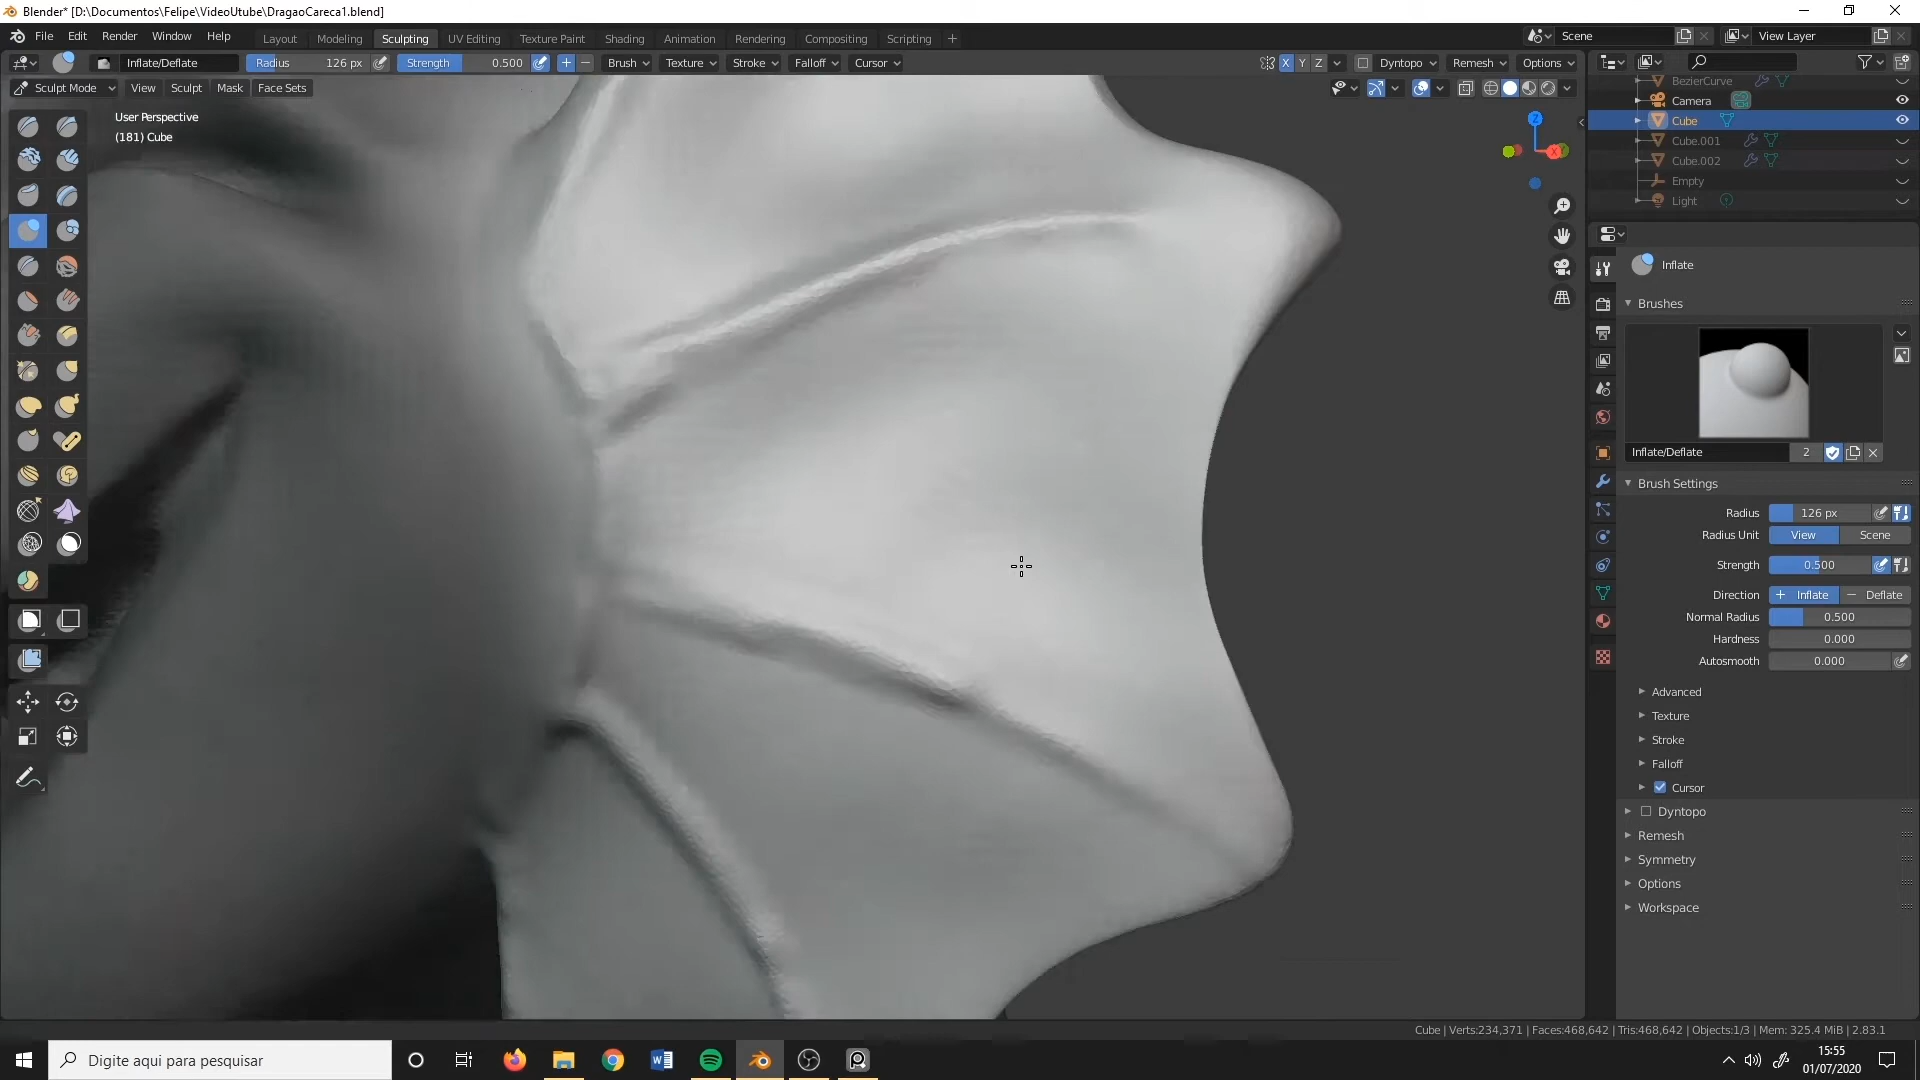 Blender* [D:\Documentos\Felipe\VideoUtube\DragaoCareca1.blend]
File Edit Render Window Help
Layout Modeling Sculpting UV Editing Texture Paint Shading Animation Rendering Compositing Scripting +
Scene
View Layer
Inflate/Deflate
Radius 126 px
Strength 0.500
Brush Texture Stroke Falloff Cursor
X Y Z
Dyntopo Remesh Options
Sculpt Mode View Sculpt Mask Face Sets
User Perspective
(181) Cube
Z
X
BezierCurve
Camera
Cube
Cube.001
Cube.002
Empty
Light
Inflate
Brushes
Inflate/Deflate 2
Brush Settings
Radius 126 px
Radius Unit View Scene
Strength 0.500
Direction + Inflate − Deflate
Normal Radius 0.500
Hardness 0.000
Autosmooth 0.000
Advanced
Texture
Stroke
Falloff
Cursor
Dyntopo
Remesh
Symmetry
Options
Workspace
Cube | Verts:234,371 | Faces:468,642 | Tris:468,642 | Objects:1/3 | Mem: 325.4 MiB | 2.83.1
Digite aqui para pesquisar
15:55
01/07/2020